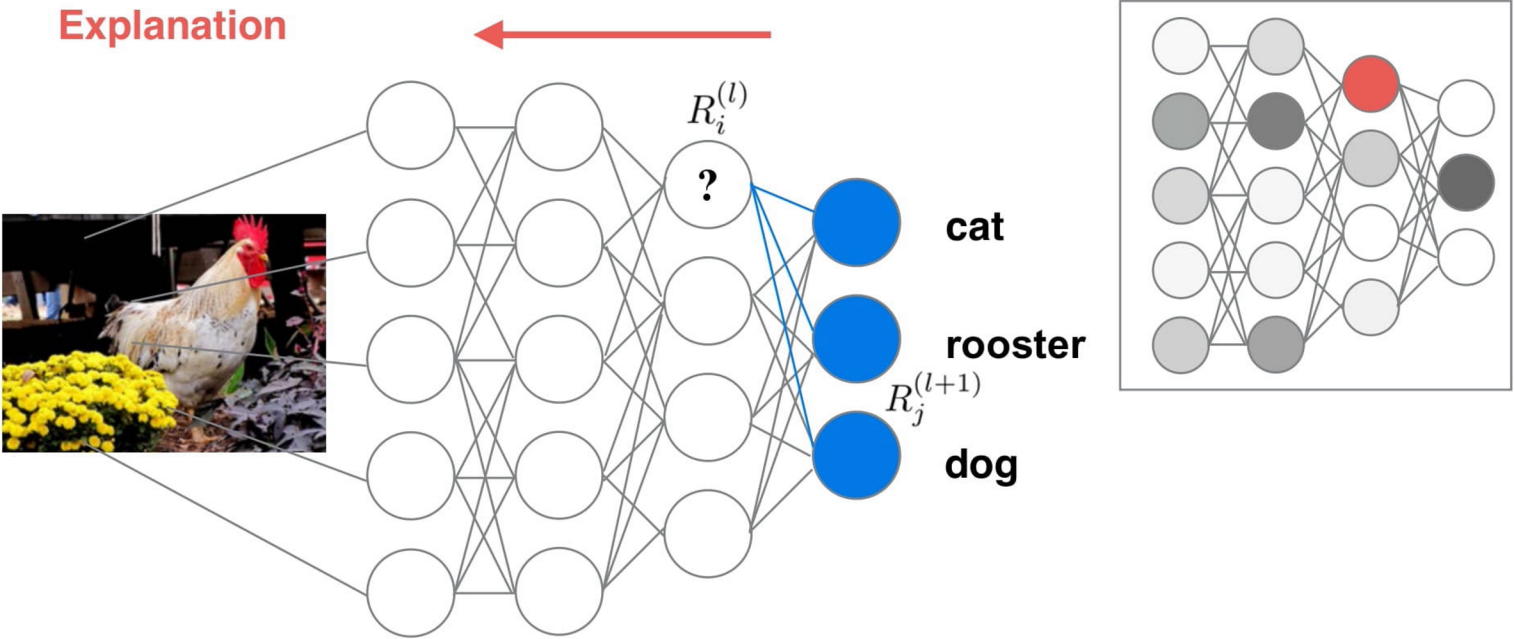 Explanation
R_i^{(l)}
?
cat
rooster
R_j^{(l+1)}
dog